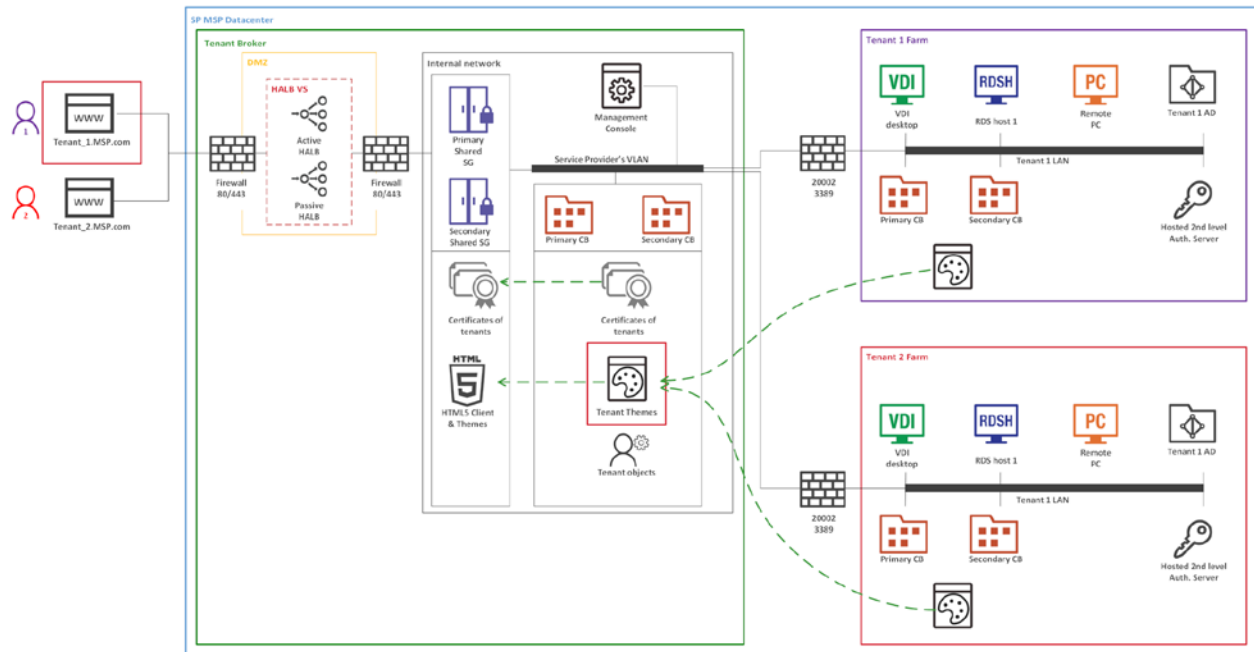 SP MSP Datacenter
Tenant Broker
DMZ
HALB VS
Active
HALB
Passive
HALB
Firewall
80/443
Firewall
80/443
1
WWW
Tenant_1.MSP.com
2
WWW
Tenant_2.MSP.com
Internal network
Primary
Shared
SG
Secondary
Shared SG
Management
Console
Service Provider's VLAN
Primary CB
Secondary CB
Certificates of
tenants
Certificates of
tenants
HTML
5
HTML5 Client
& Themes
Tenant Themes
Tenant objects
20002
3389
20002
3389
Tenant 1 Farm
VDI
VDI
desktop
RDSH
RDS host 1
PC
Remote
PC
Tenant 1 AD
Tenant 1 LAN
Primary CB
Secondary CB
Hosted 2nd level
Auth. Server
Tenant 2 Farm
VDI
VDI
desktop
RDSH
RDS host 1
PC
Remote
PC
Tenant 1 AD
Tenant 1 LAN
Primary CB
Secondary CB
Hosted 2nd level
Auth. Server